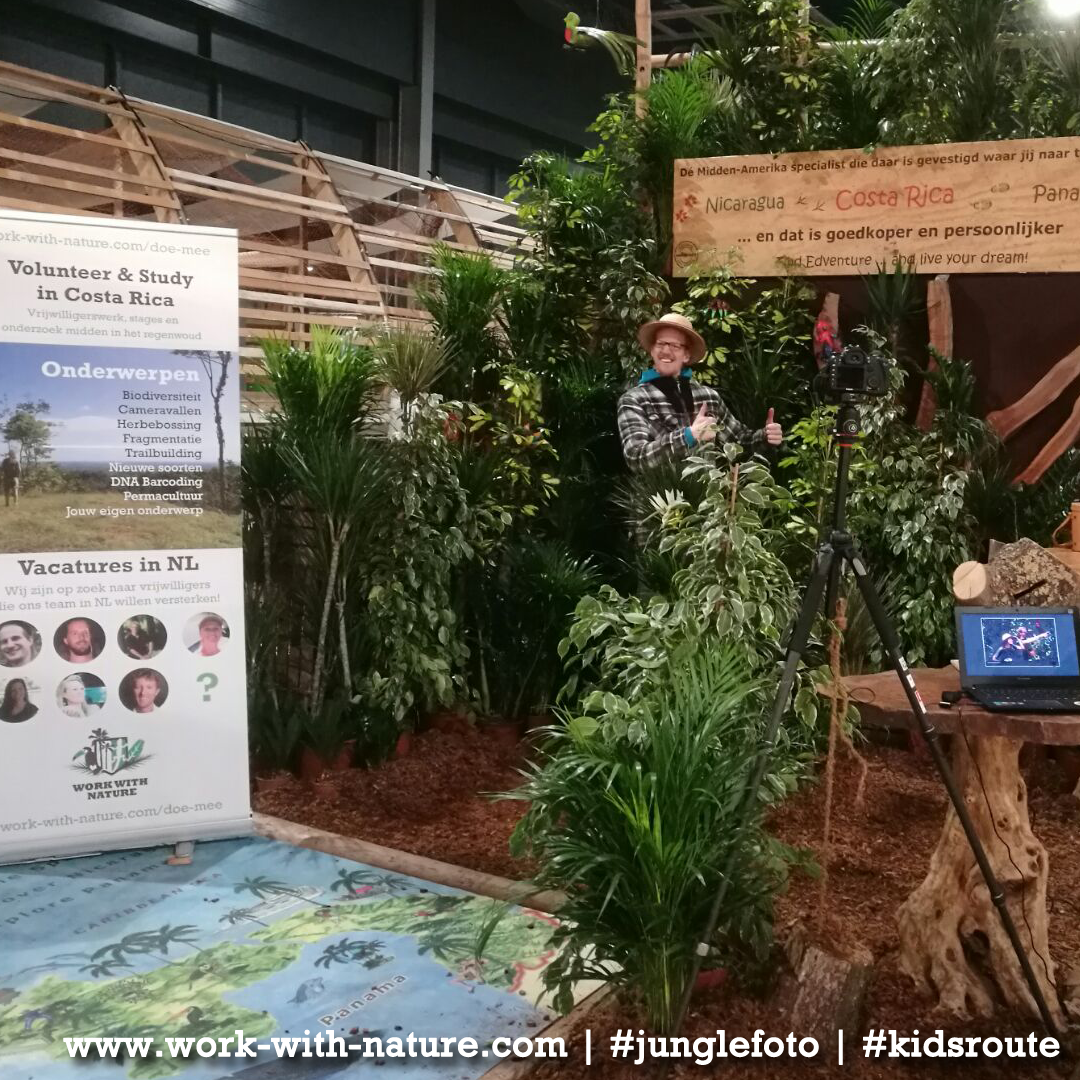 ork-with-nature.com/doe-mee
Volunteer & Study
in Costa Rica
Vrijwilligerswerk, stages en
onderzoek midden in het regenwoud
Onderwerpen
Biodiversiteit
Cameravallen
Herbebossing
Fragmentatie
Trailbuilding
Nieuwe soorten
DNA Barcoding
Permacultuur
Jouw eigen onderwerp
Vacatures in NL
Wij zijn op zoek naar vrijwilligers
die ons team in NL willen versterken!
?
WORK WITH
NATURE
work-with-nature.com/doe-mee
De Midden-Amerika specialist die daar is gevestigd waar jij naar t
Nicaragua Costa Rica Pana
... en dat is goedkoper en persoonlijker
Edventure ... and live your dream!
CARIBBEAN
Panama
www.work-with-nature.com | #junglefoto | #kidsroute